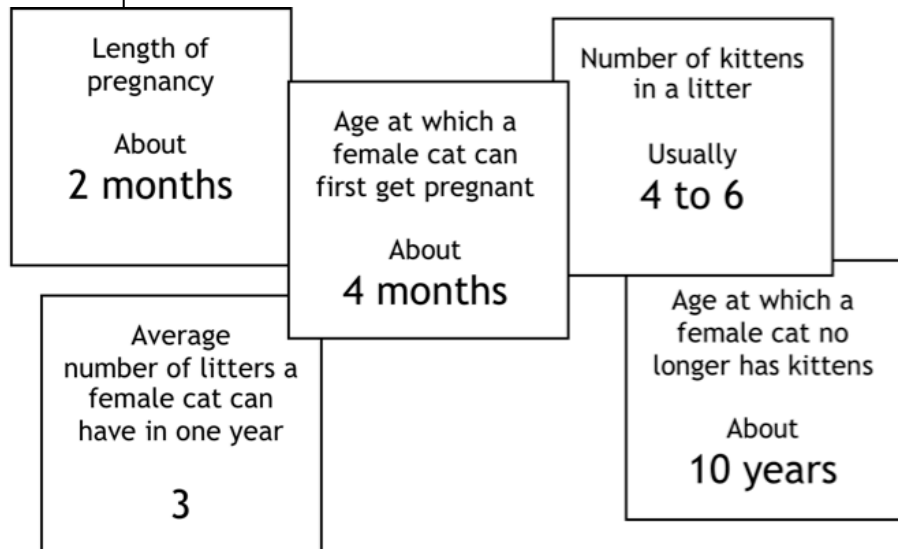 Length of
pregnancy
About
2 months
Age at which a
female cat can
first get pregnant
About
4 months
Number of kittens
in a litter
Usually
4 to 6
Average
number of litters a
female cat can
have in one year
3
Age at which a
female cat no
longer has kittens
About
10 years